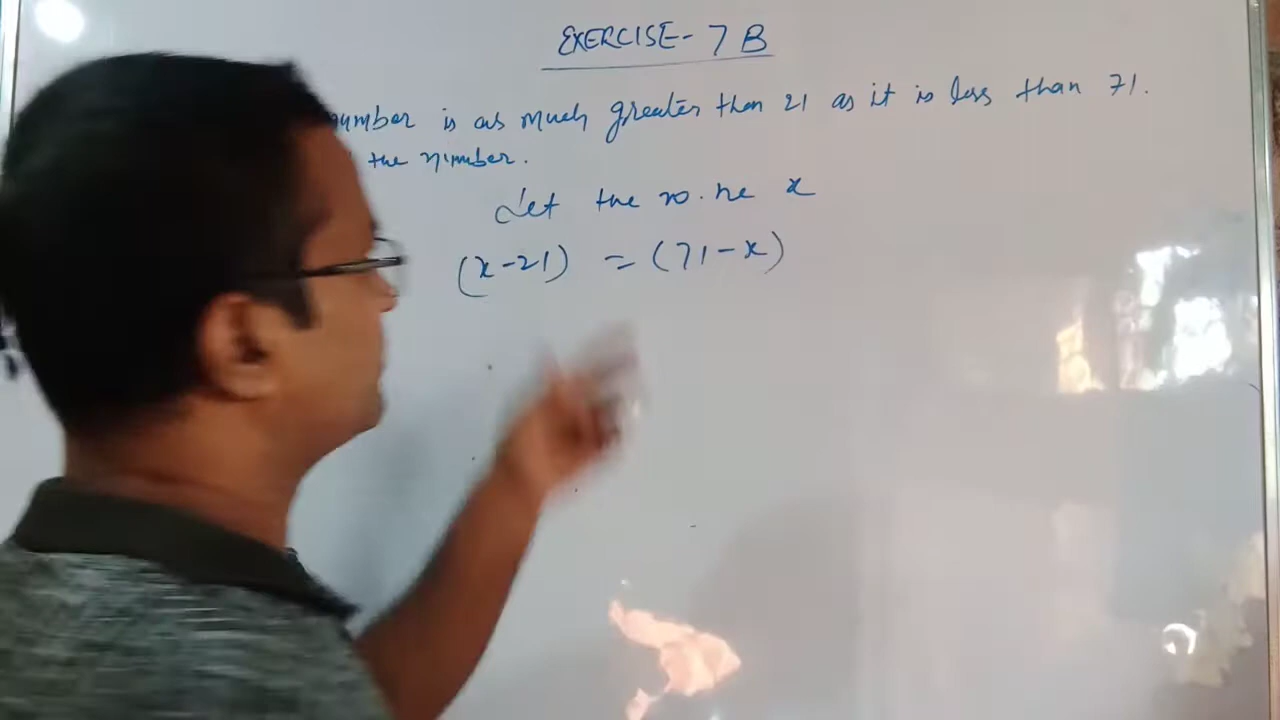 EXERCISE- 7 B
number is as much greater than 21 as it is less than 71.
the number.
Let the no. be x
(x-21) = (71-x)